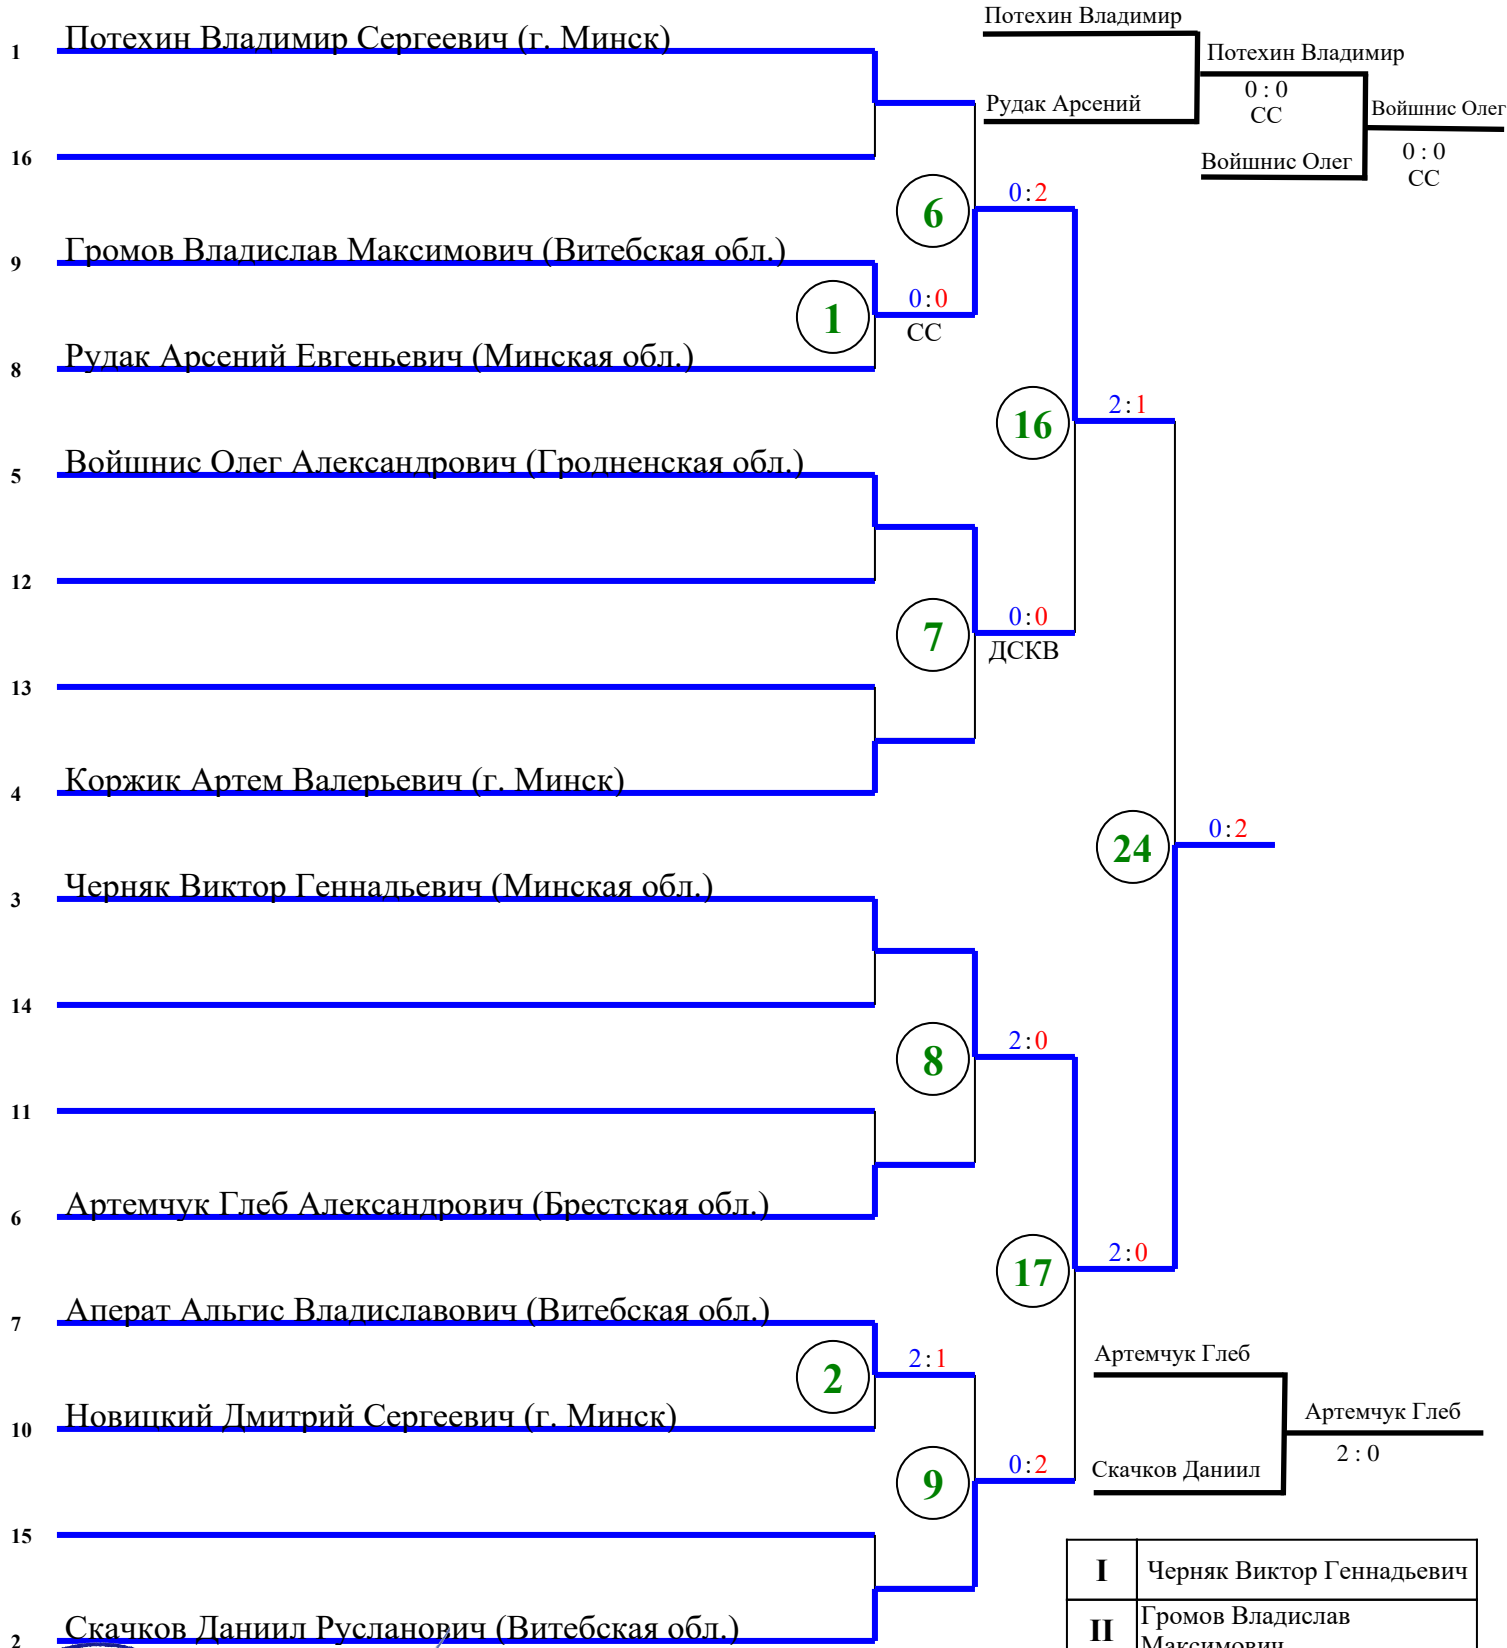 Потехин Владимир
1 Потехин Владимир Сергеевич (г. Минск)
Потехин Владимир
0 : 0
СС
Рудак Арсений
Войшнис Олег
0 : 0
СС
16
Войшнис Олег
6
0:2
9 Громов Владислав Максимович (Витебская обл.)
1
0:0
СС
8 Рудак Арсений Евгеньевич (Минская обл.)
16
2:1
5 Войшнис Олег Александрович (Гродненская обл.)
12
7
0:0
ДСКВ
13
4 Коржик Артем Валерьевич (г. Минск)
24
0:2
3 Черняк Виктор Геннадьевич (Минская обл.)
14
8
2:0
11
6 Артемчук Глеб Александрович (Брестская обл.)
17
2:0
7 Аперат Альгис Владиславович (Витебская обл.)
2
2:1
Артемчук Глеб
10 Новицкий Дмитрий Сергеевич (г. Минск)
Артемчук Глеб
2 : 0
9
0:2
Скачков Даниил
15
I Черняк Виктор Геннадьевич
2 Скачков Даниил Русланович (Витебская обл.)
II Громов Владислав
Максимович